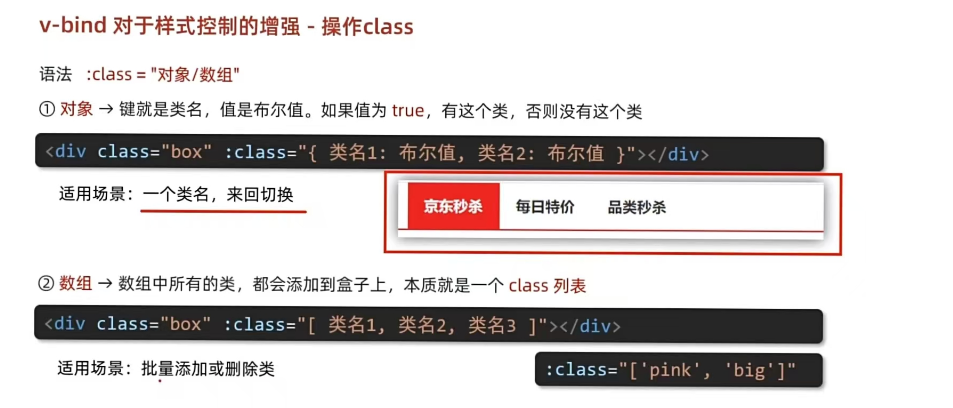 v-bind 对于样式控制的增强 - 操作class
语法 :class = "对象/数组"
① 对象 → 键就是类名，值是布尔值。如果值为 true，有这个类，否则没有这个类
<div class="box" :class="{ 类名1: 布尔值, 类名2: 布尔值 }"></div>
适用场景：一个类名，来回切换
京东秒杀 每日特价 品类秒杀
② 数组 → 数组中所有的类，都会添加到盒子上，本质就是一个 class 列表
<div class="box" :class="[ 类名1, 类名2, 类名3 ]"></div>
适用场景：批量添加或删除类
:class="['pink', 'big']"